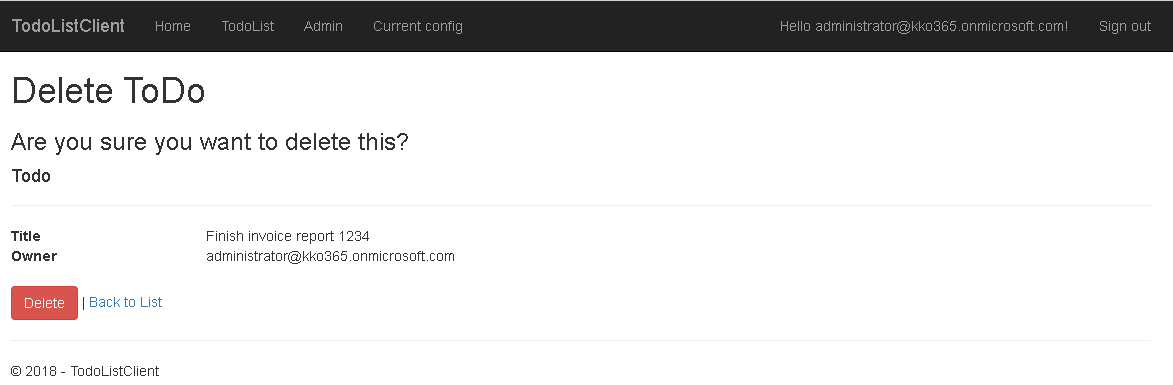 TodoListClient Home TodoList Admin Current config Hello administrator@kko365.onmicrosoft.com! Sign out
Delete ToDo
Are you sure you want to delete this?
Todo
Title Finish invoice report 1234
Owner administrator@kko365.onmicrosoft.com
Delete | Back to List
© 2018 - TodoListClient